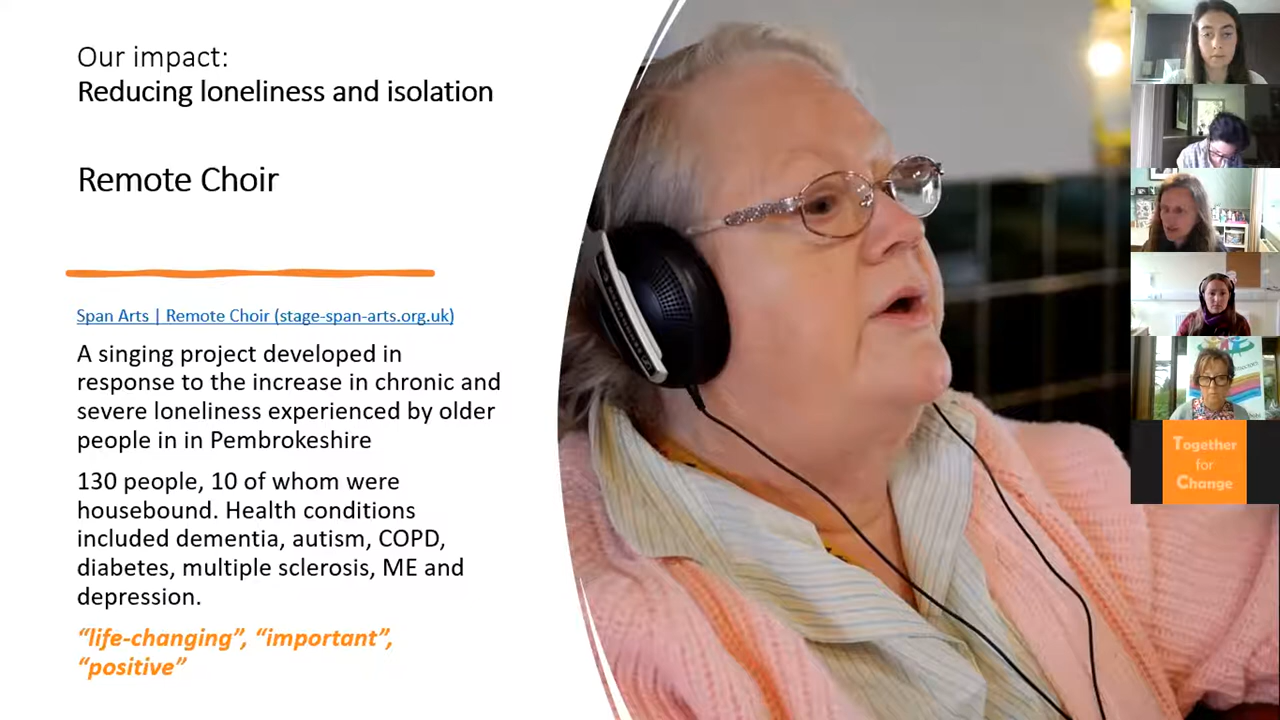 Our impact:
Reducing loneliness and isolation
Remote Choir
Span Arts | Remote Choir (stage-span-arts.org.uk)
A singing project developed in
response to the increase in chronic and
severe loneliness experienced by older
people in in Pembrokeshire
130 people, 10 of whom were
housebound. Health conditions
included dementia, autism, COPD,
diabetes, multiple sclerosis, ME and
depression.
“life-changing”, “important”,
“positive”
Together
for
Change